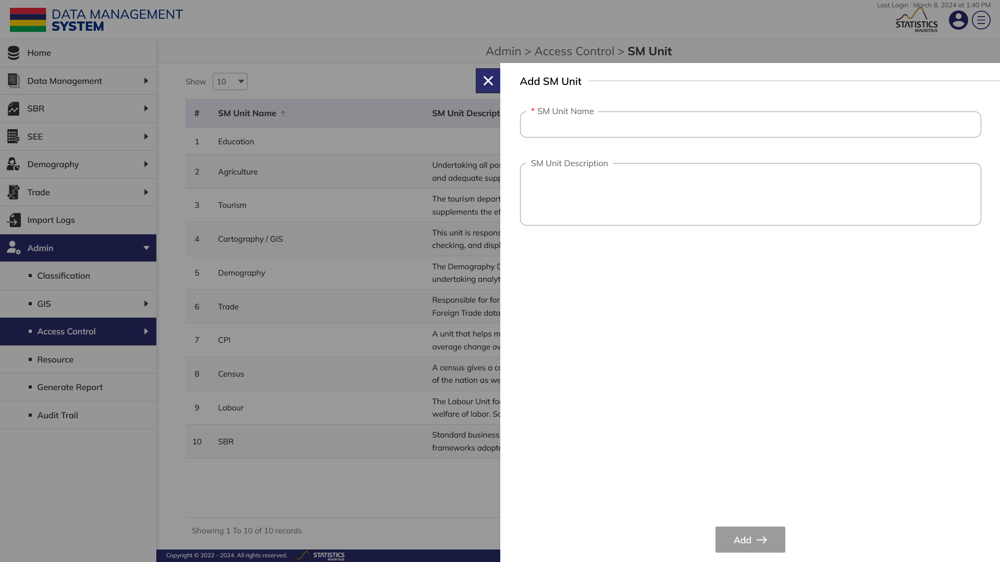 DATA MANAGEMENT
SYSTEM
Last Login : March 8, 2024 at 1:40 PM
STATISTICS
MAURITIUS
Home
Data Management
SBR
SEE
Demography
Trade
Import Logs
Admin
Classification
GIS
Access Control
Resource
Generate Report
Audit Trail
Admin > Access Control > SM Unit
Show 10
# SM Unit Name ↑ SM Unit Descript
1 Education
2 Agriculture Undertaking all pos
and adequate supp
3 Tourism The tourism depart
supplements the ef
4 Cartography / GIS This unit is respons
checking, and displ
5 Demography The Demography D
undertaking analyt
6 Trade Responsible for for
Foreign Trade data
7 CPI A unit that helps m
average change ov
8 Census A census gives a co
of the nation as we
9 Labour The Labour Unit foc
welfare of labor. So
10 SBR Standard business
frameworks adopte
Showing 1 To 10 of 10 records
Copyright © 2022 - 2024. All rights reserved.
STATISTICS
MAURITIUS
Add SM Unit
* SM Unit Name
SM Unit Description
Add →